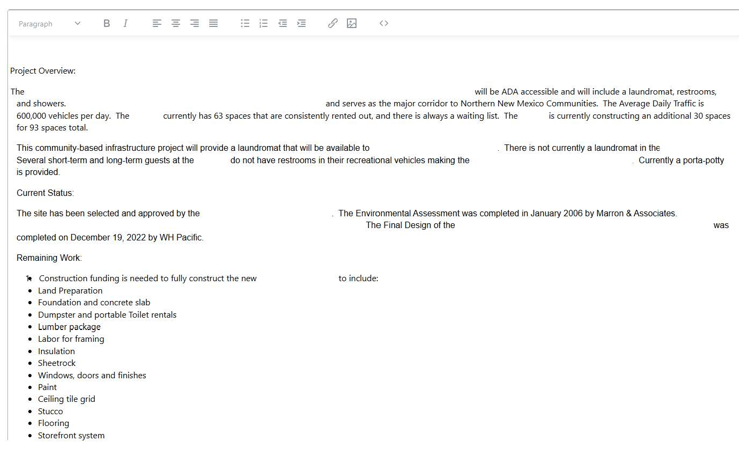 Paragraph B I
Project Overview:
The will be ADA accessible and will include a laundromat, restrooms,
and showers. and serves as the major corridor to Northern New Mexico Communities. The Average Daily Traffic is
600,000 vehicles per day. The currently has 63 spaces that are consistently rented out, and there is always a waiting list. The is currently constructing an additional 30 spaces
for 93 spaces total.
This community-based infrastructure project will provide a laundromat that will be available to . There is not currently a laundromat in the
Several short-term and long-term guests at the do not have restrooms in their recreational vehicles making the . Currently a porta-potty
is provided.
Current Status:
The site has been selected and approved by the . The Environmental Assessment was completed in January 2006 by Marron & Associates.
The Final Design of the was
completed on December 19, 2022 by WH Pacific.
Remaining Work:
Construction funding is needed to fully construct the new to include:
• Land Preparation
• Foundation and concrete slab
• Dumpster and portable Toilet rentals
• Lumber package
• Labor for framing
• Insulation
• Sheetrock
• Windows, doors and finishes
• Paint
• Ceiling tile grid
• Stucco
• Flooring
• Storefront system